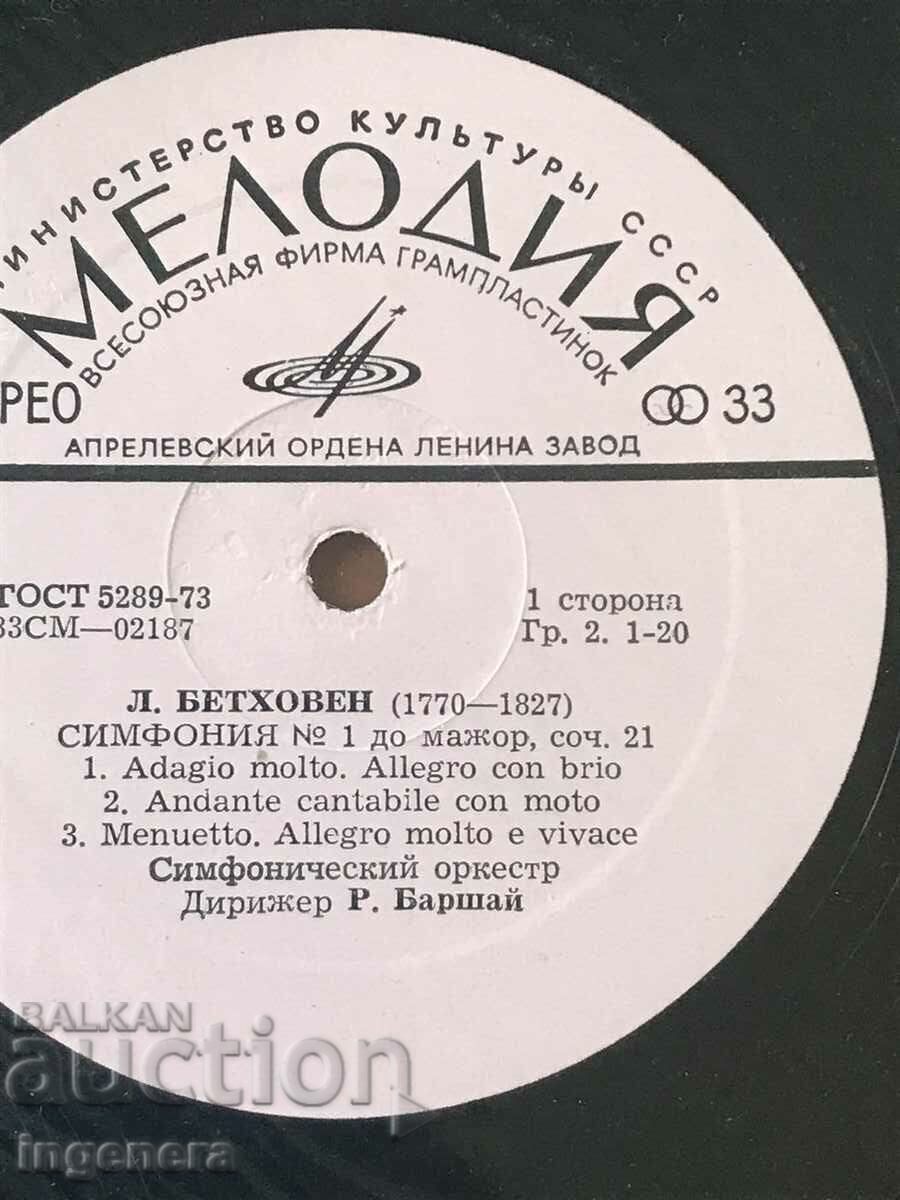 ИНИСТЕРСТВО КУЛЬТУРЫ СССР
МЕЛОДИЯ
ВСЕСОЮЗНАЯ ФИРМА ГРАМПЛАСТИНОК
РЕО 33
АПРЕЛЕВСКИЙ ОРДЕНА ЛЕНИНА ЗАВОД
ГОСТ 5289-73 1 сторона
33СМ—02187 Гр. 2. 1-20
Л. БЕТХОВЕН (1770—1827)
СИМФОНИЯ № 1 до мажор, соч. 21
1. Adagio molto. Allegro con brio
2. Andante cantabile con moto
3. Menuetto. Allegro molto e vivace
Симфонический оркестр
Дирижер Р. Баршай
BALKAN
auction
ingenera